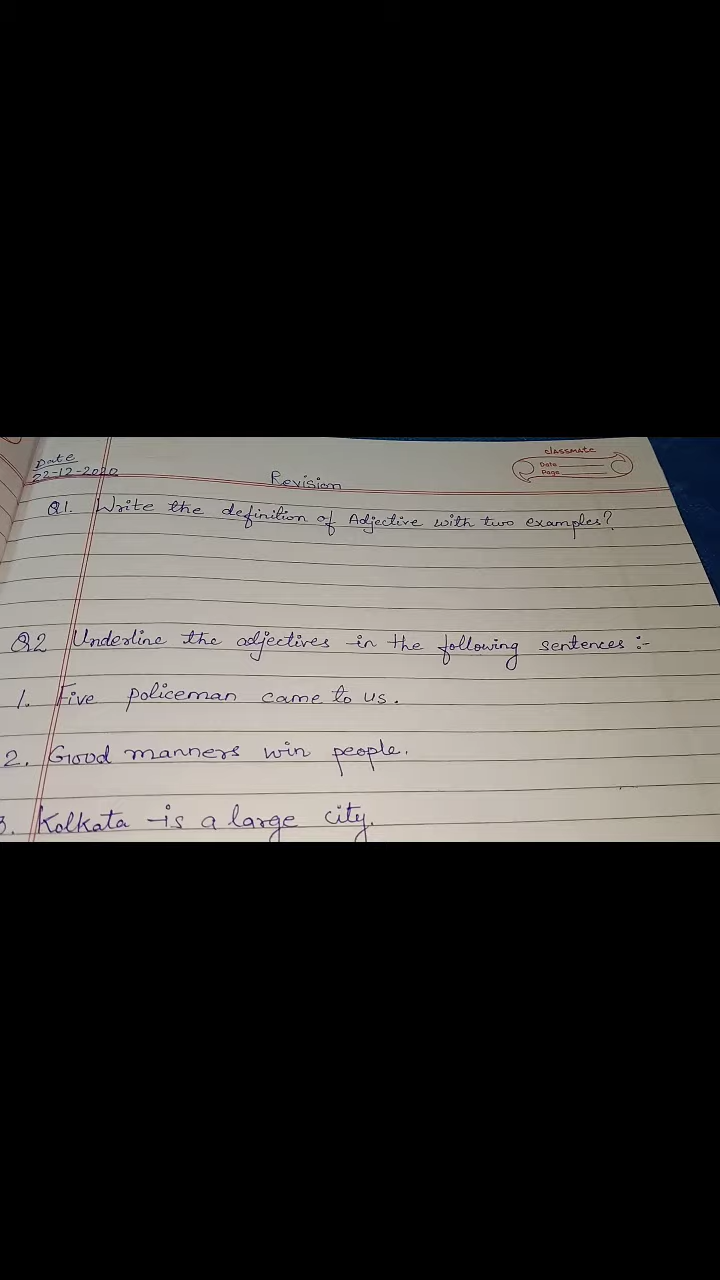 classmate
Date
Page
Date
22-12-2020
Revision
Q1. Write the definition of Adjective with two examples?
Q2 Underline the adjectives in the following sentences :-
1. Five policeman came to us.
2. Good manners win people.
3. Kolkata is a large city.